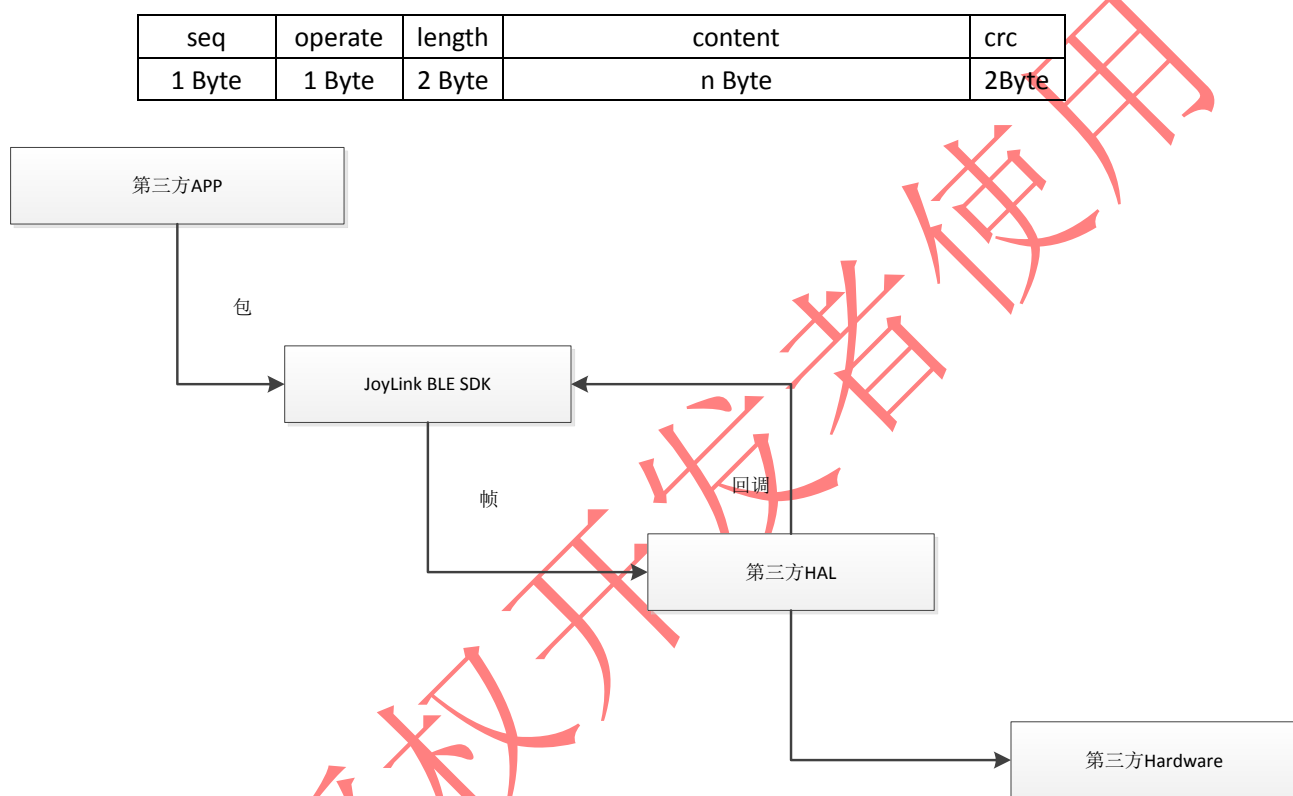 seq operate length content crc
1 Byte 1 Byte 2 Byte n Byte 2Byte
第三方APP
包
JoyLink BLE SDK
帧
回调
第三方HAL
第三方Hardware
权开发者使用